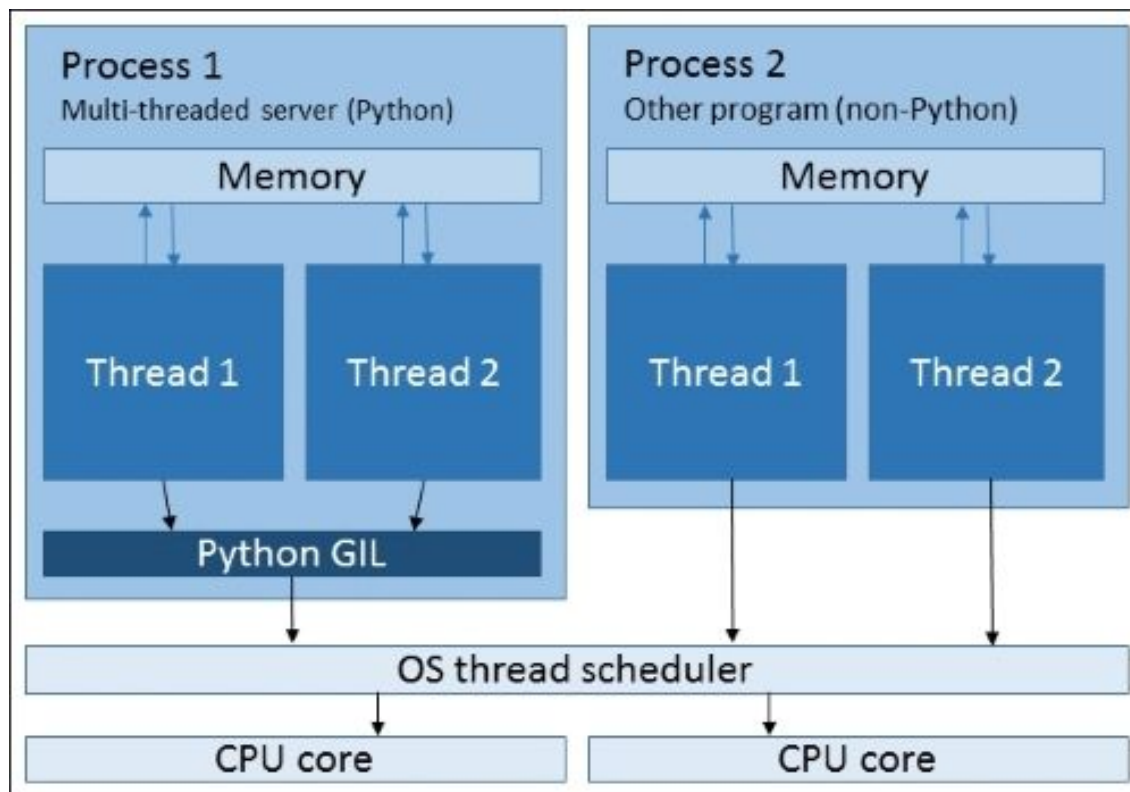 Process 1
Multi-threaded server (Python)
Memory
Thread 1
Thread 2
Python GIL
Process 2
Other program (non-Python)
Memory
Thread 1
Thread 2
OS thread scheduler
CPU core
CPU core